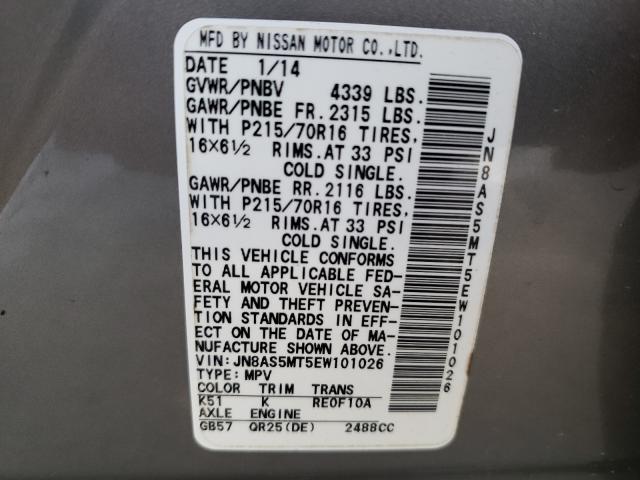 MFD BY NISSAN MOTOR CO.,LTD.
DATE 1/14
GVWR/PNBV 4339 LBS.
GAWR/PNBE FR. 2315 LBS.
WITH P215/70R16 TIRES,
16×6½ RIMS.AT 33 PSI
COLD SINGLE.
GAWR/PNBE RR. 2116 LBS.
WITH P215/70R16 TIRES,
16×6½ RIMS.AT 33 PSI
COLD SINGLE.
THIS VEHICLE CONFORMS
TO ALL APPLICABLE FED-
ERAL MOTOR VEHICLE SA-
FETY AND THEFT PREVEN-
TION STANDARDS IN EFF-
ECT ON THE DATE OF MA-
NUFACTURE SHOWN ABOVE.
VIN: JN8AS5MT5EW101026
TYPE: MPV
COLOR TRIM TRANS
K51 K RE0F10A
AXLE ENGINE
GB57 QR25(DE) 2488CC
JN8AS5MT5EW101026